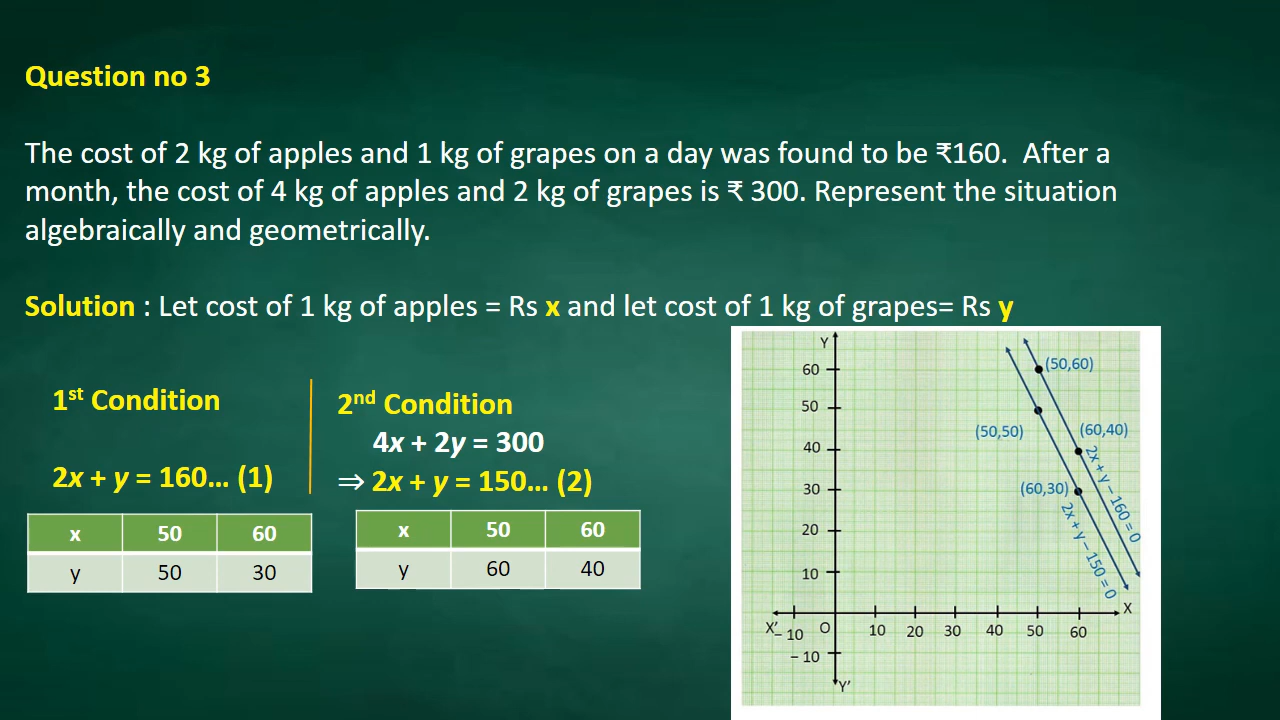 Question no 3
The cost of 2 kg of apples and 1 kg of grapes on a day was found to be ₹160. After a
month, the cost of 4 kg of apples and 2 kg of grapes is ₹ 300. Represent the situation
algebraically and geometrically.
Solution : Let cost of 1 kg of apples = Rs x and let cost of 1 kg of grapes= Rs y
1st Condition
2x + y = 160... (1)
x 50 60
y 50 30
2nd Condition
4x + 2y = 300
⇒ 2x + y = 150... (2)
x 50 60
y 60 40
Y
60
50
40
30
20
10
(50,60)
(50,50)
(60,40)
(60,30)
2x + y – 160 = 0
2x + y – 150 = 0
X
X’
– 10
O
10 20 30 40 50 60
– 10
Y’